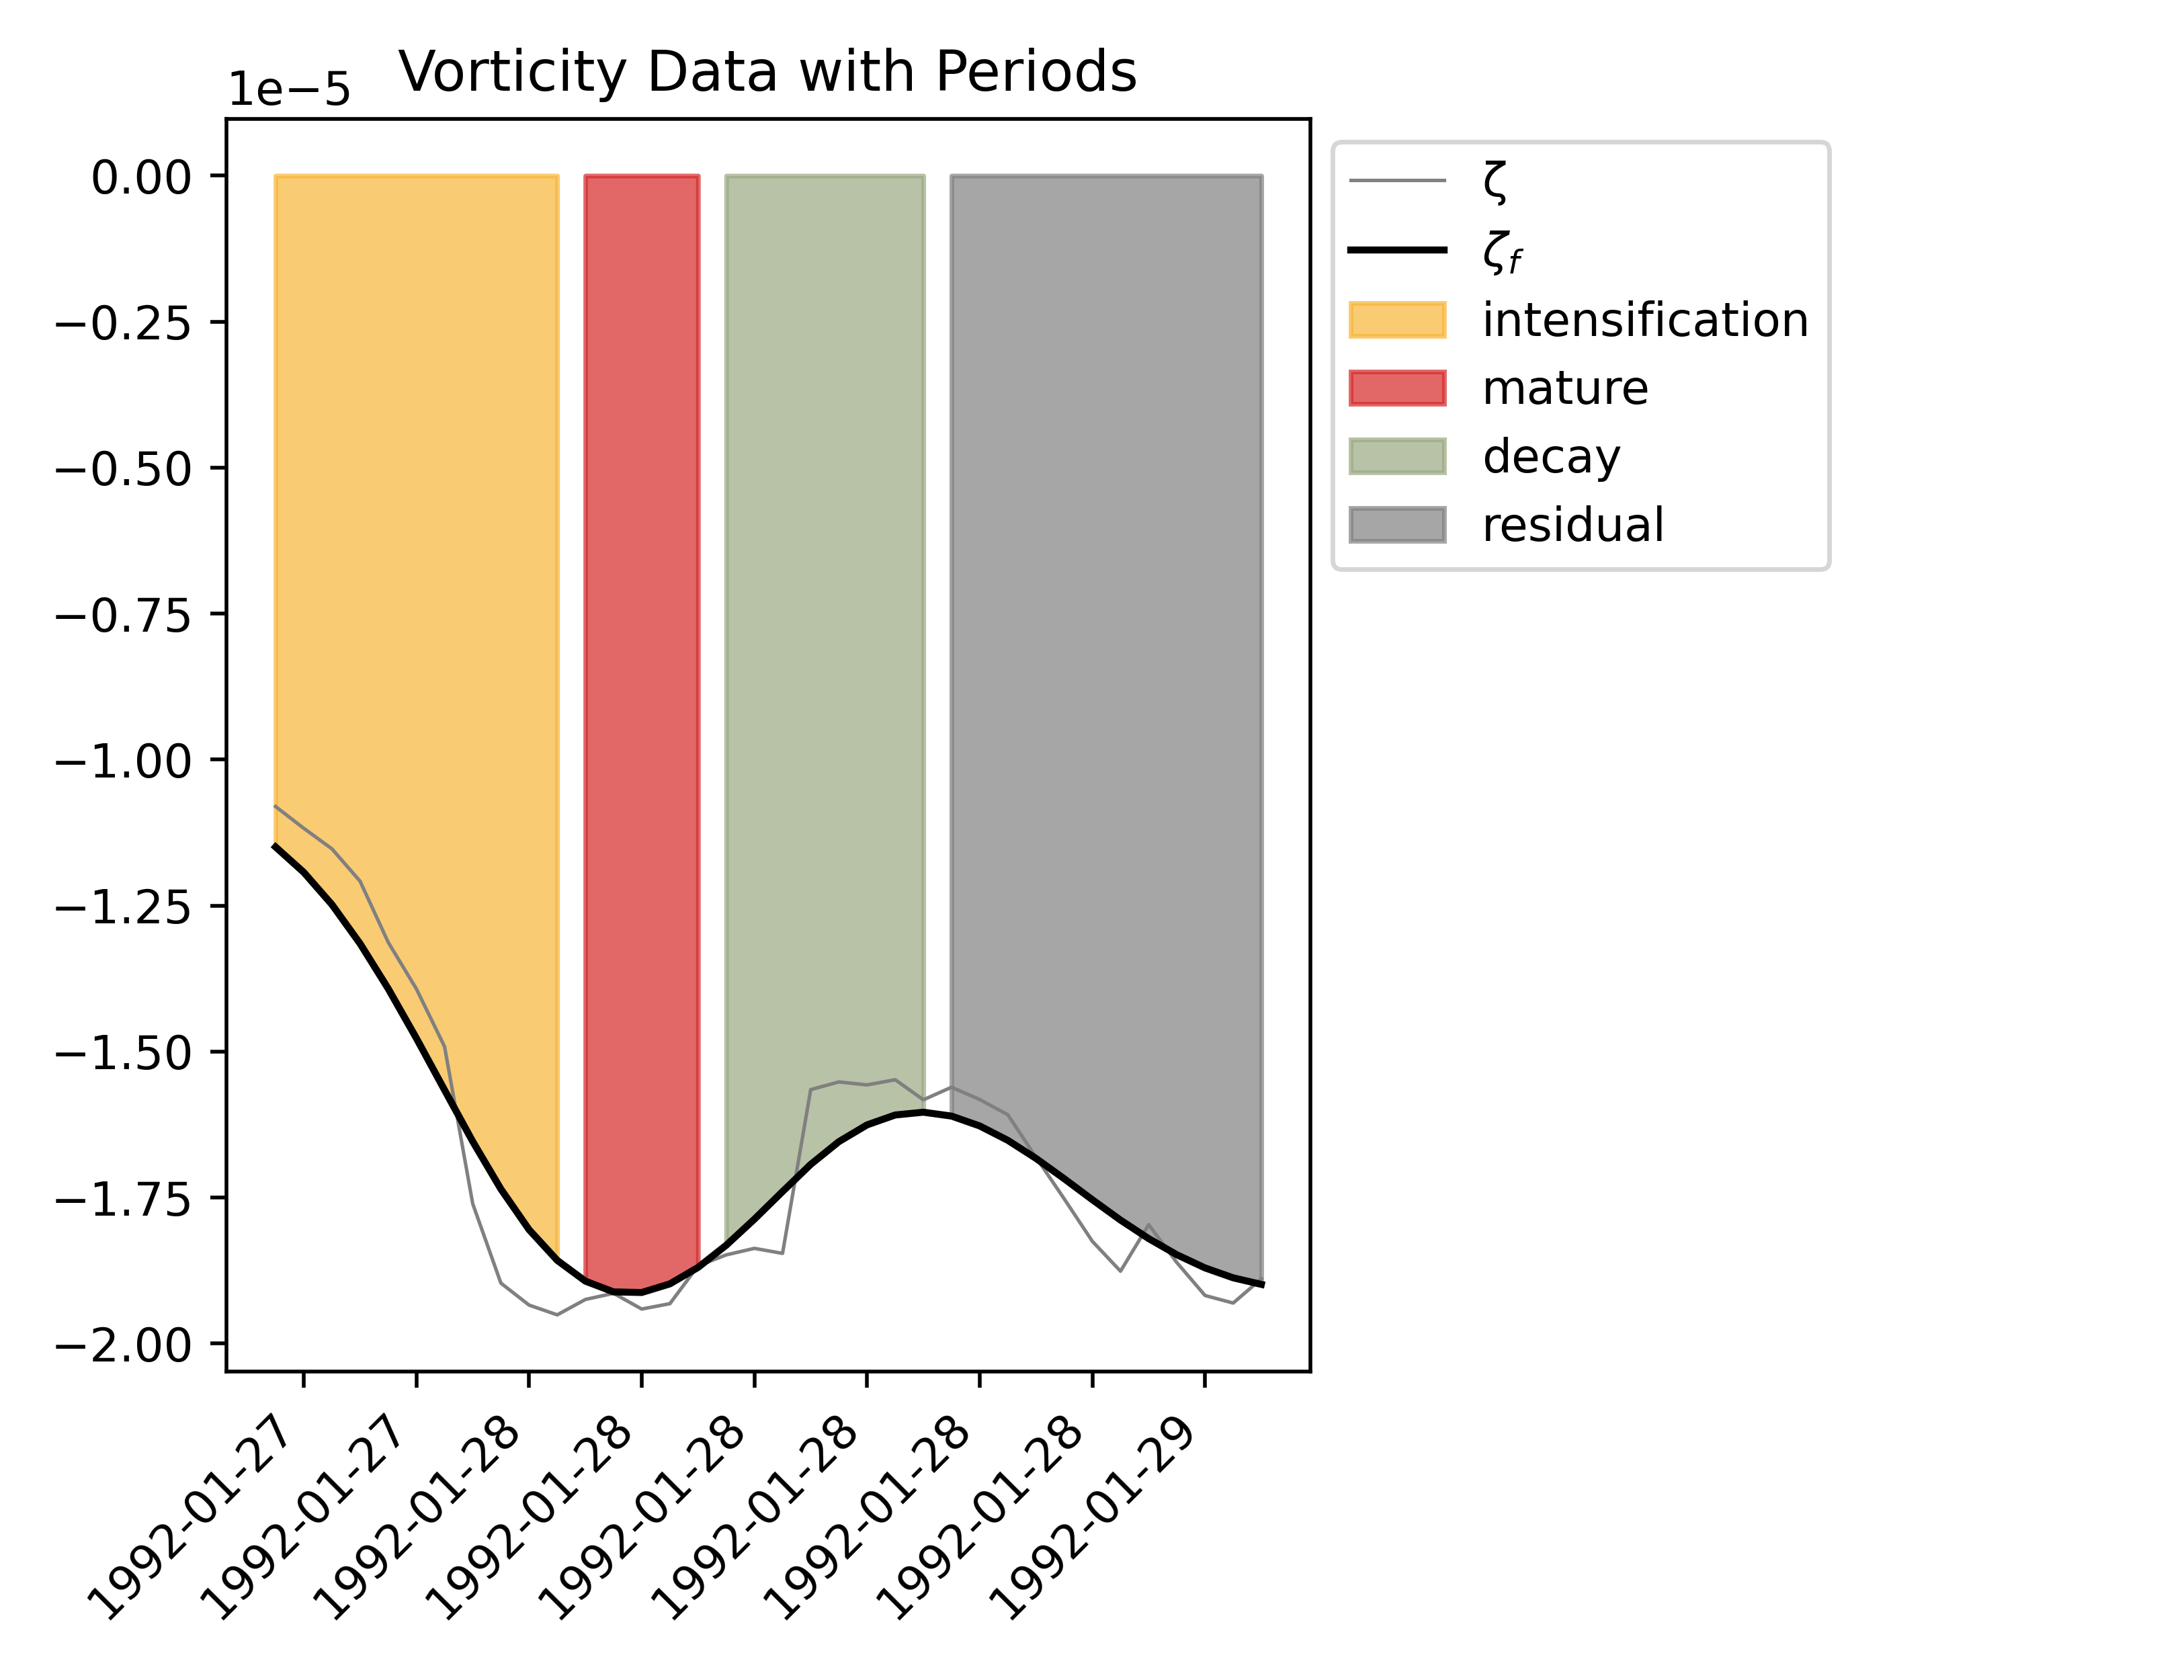 Vorticity Data with Periods
1e−5
0.00
−0.25
−0.50
−0.75
−1.00
−1.25
−1.50
−1.75
−2.00
1992-01-27
1992-01-27
1992-01-28
1992-01-28
1992-01-28
1992-01-28
1992-01-28
1992-01-28
1992-01-29
ζ
ζf
intensification
mature
decay
residual